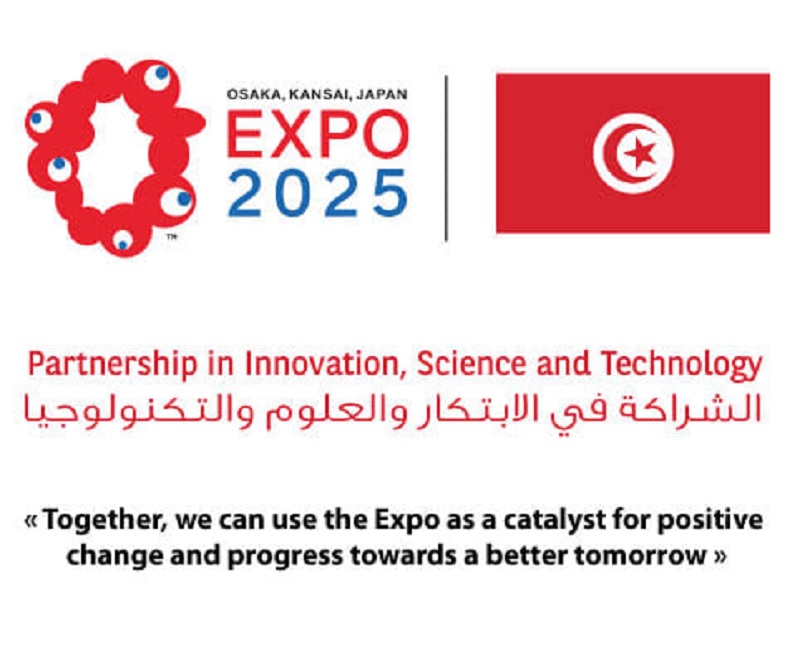 OSAKA, KANSAI, JAPAN
EXPO
2025
TM
Partnership in Innovation, Science and Technology
الشراكة في الابتكار والعلوم والتكنولوجيا
« Together, we can use the Expo as a catalyst for positive
change and progress towards a better tomorrow »